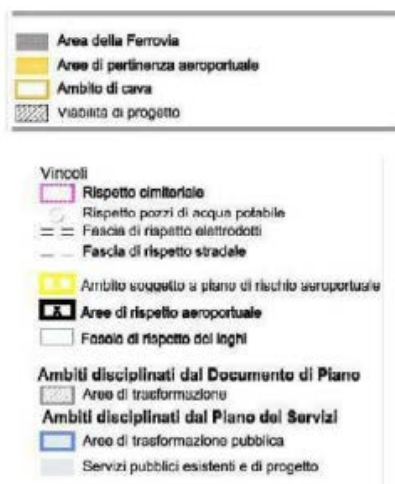 Area della Ferrovia
Aree di pertinenza aeroportuale
Ambito di cava
Viabilità di progetto
Vincoli
Rispetto cimiteriale
Rispetto pozzi di acqua potabile
Fascia di rispetto elettrodotti
Fascia di rispetto stradale
Ambito soggetto a piano di rischio aeroportuale
Aree di rispetto aeroportuale
Fascia di rispetto dei laghi
Ambiti disciplinati dal Documento di Piano
Aree di trasformazione
Ambiti disciplinati dal Piano dei Servizi
Aree di trasformazione pubblica
Servizi pubblici esistenti e di progetto